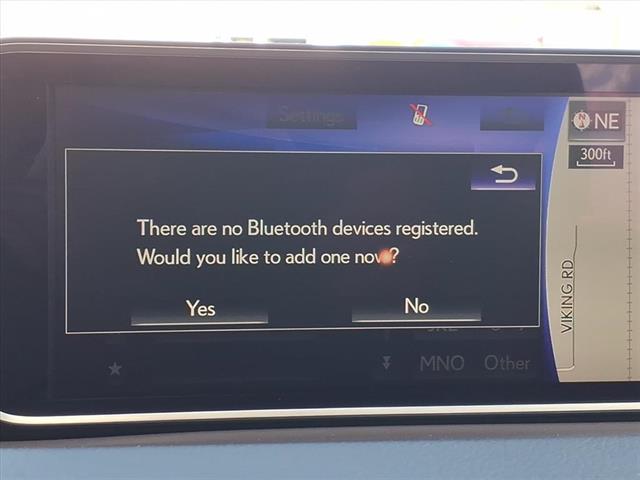 Settings
NE
300ft
There are no Bluetooth devices registered.
Would you like to add one now?
Yes
No
VIKING RD
MNO
Other